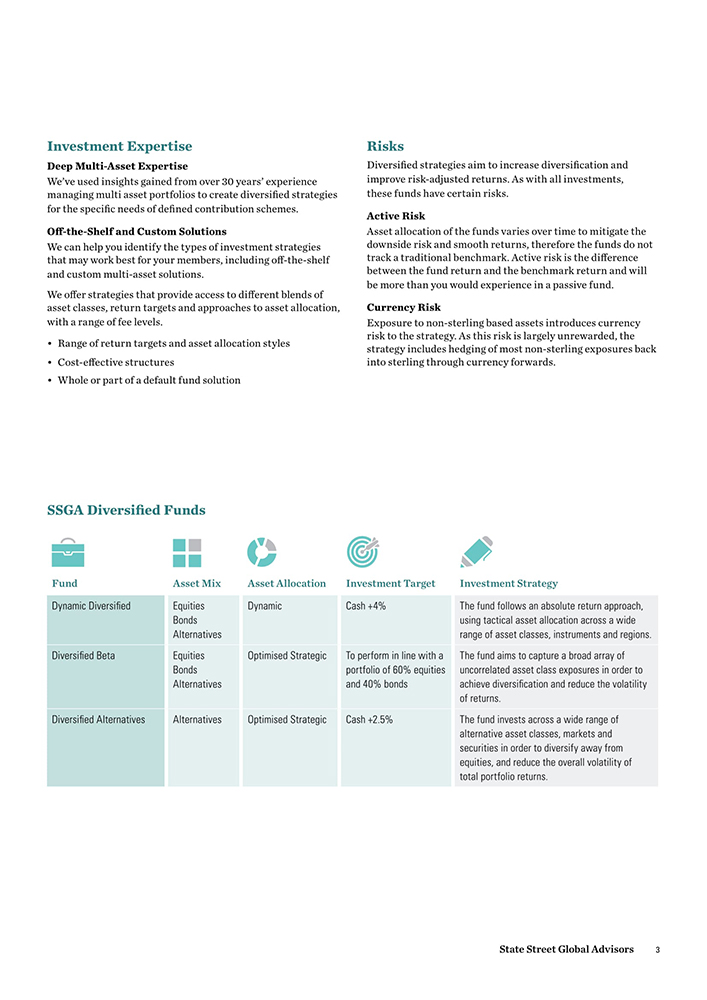 Investment Expertise
Deep Multi-Asset Expertise
We've used insights gained from over 30 years' experience
managing multi asset portfolios to create diversified strategies
for the specific needs of defined contribution schemes.
Off-the-Shelf and Custom Solutions
We can help you identify the types of investment strategies
that may work best for your members, including off-the-shelf
and custom multi-asset solutions.
We offer strategies that provide access to different blends of
asset classes, return targets and approaches to asset allocation,
with a range of fee levels.
• Range of return targets and asset allocation styles
• Cost-effective structures
• Whole or part of a default fund solution
Risks
Diversified strategies aim to increase diversification and
improve risk-adjusted returns. As with all investments,
these funds have certain risks.
Active Risk
Asset allocation of the funds varies over time to mitigate the
downside risk and smooth returns, therefore the funds do not
track a traditional benchmark. Active risk is the difference
between the fund return and the benchmark return and will
be more than you would experience in a passive fund.
Currency Risk
Exposure to non-sterling based assets introduces currency
risk to the strategy. As this risk is largely unrewarded, the
strategy includes hedging of most non-sterling exposures back
into sterling through currency forwards.
SSGA Diversified Funds
Fund
Asset Mix
Asset Allocation
Investment Target
Investment Strategy
Dynamic Diversified
Equities
Bonds
Alternatives
Dynamic
Cash +4%
The fund follows an absolute return approach,
using tactical asset allocation across a wide
range of asset classes, instruments and regions.
Diversified Beta
Equities
Bonds
Alternatives
Optimised Strategic
To perform in line with a
portfolio of 60% equities
and 40% bonds
The fund aims to capture a broad array of
uncorrelated asset class exposures in order to
achieve diversification and reduce the volatility
of returns.
Diversified Alternatives
Alternatives
Optimised Strategic
Cash +2.5%
The fund invests across a wide range of
alternative asset classes, markets and
securities in order to diversify away from
equities, and reduce the overall volatility of
total portfolio returns.
State Street Global Advisors 3